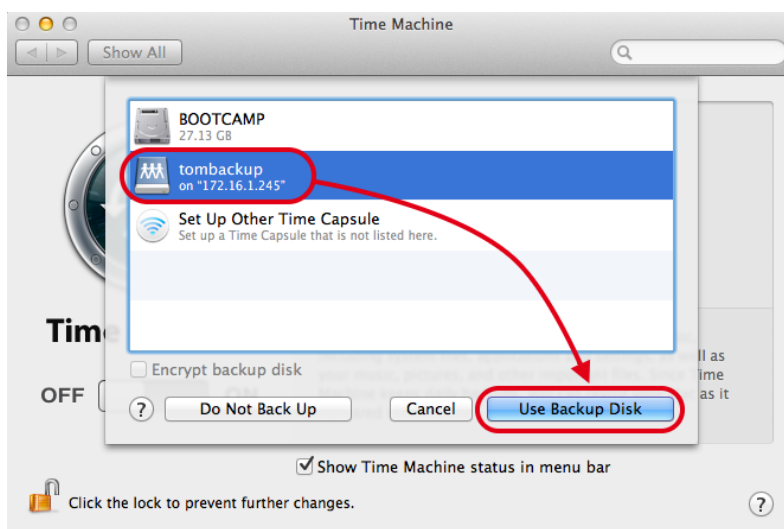 Time Machine
Show All
BOOTCAMP
27.13 GB
tombackup
on "172.16.1.245"
Set Up Other Time Capsule
Set up a Time Capsule that is not listed here.
Tim
Encrypt backup disk
ll as
ime
as it
OFF
ON
? Do Not Back Up Cancel Use Backup Disk
Show Time Machine status in menu bar
Click the lock to prevent further changes. ?